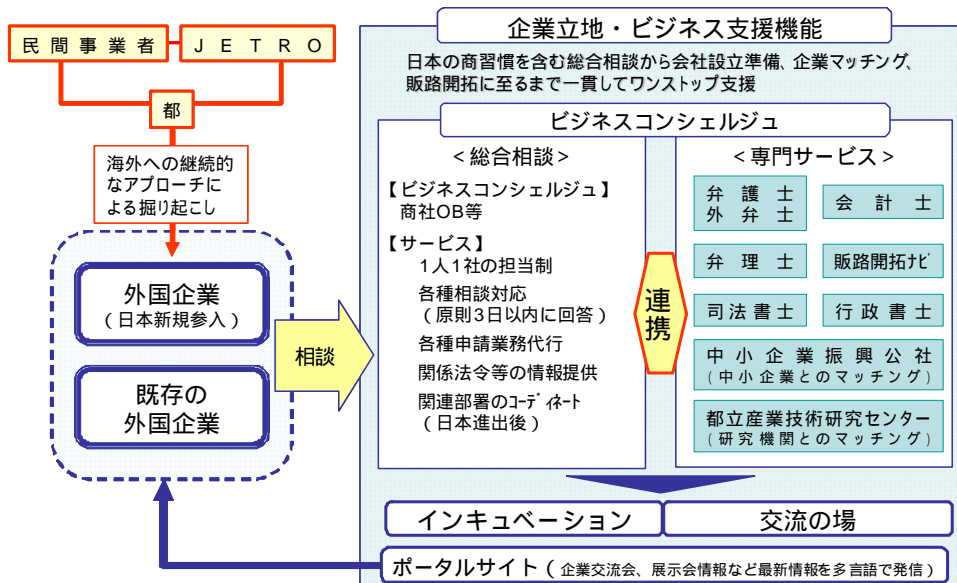 民間事業者
JETRO
都
海外への継続的
なアプローチに
よる掘り起こし
外国企業
（日本新規参入）
既存の
外国企業
相談
企業立地・ビジネス支援機能
日本の商習慣を含む総合相談から会社設立準備、企業マッチング、
販路開拓に至るまで一貫してワンストップ支援
ビジネスコンシェルジュ
＜総合相談＞
【ビジネスコンシェルジュ】
商社OB等
【サービス】
1人1社の担当制
各種相談対応
（原則3日以内に回答）
各種申請業務代行
関係法令等の情報提供
関連部署のｺｰﾃﾞｨﾈｰﾄ
（日本進出後）
連携
＜専門サービス＞
弁護士
外弁士
会計士
弁理士
販路開拓ﾅﾋﾞ
司法書士
行政書士
中小企業振興公社
（中小企業とのマッチング）
都立産業技術研究センター
（研究機関とのマッチング）
インキュベーション
交流の場
ポータルサイト（企業交流会、展示会情報など最新情報を多言語で発信）